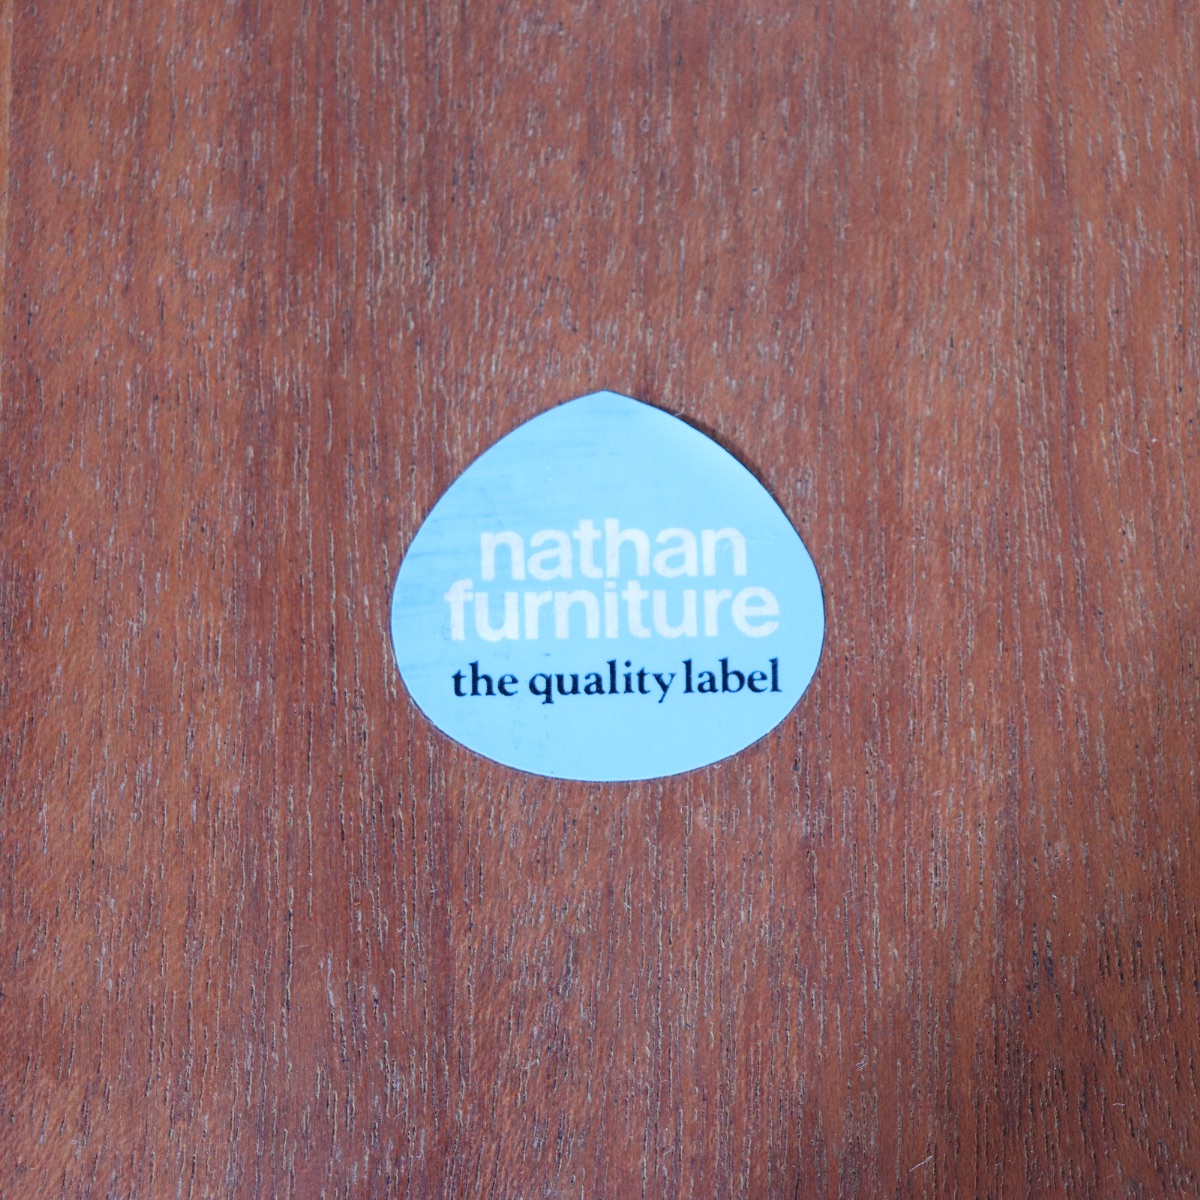 nathan
furniture
the quality label